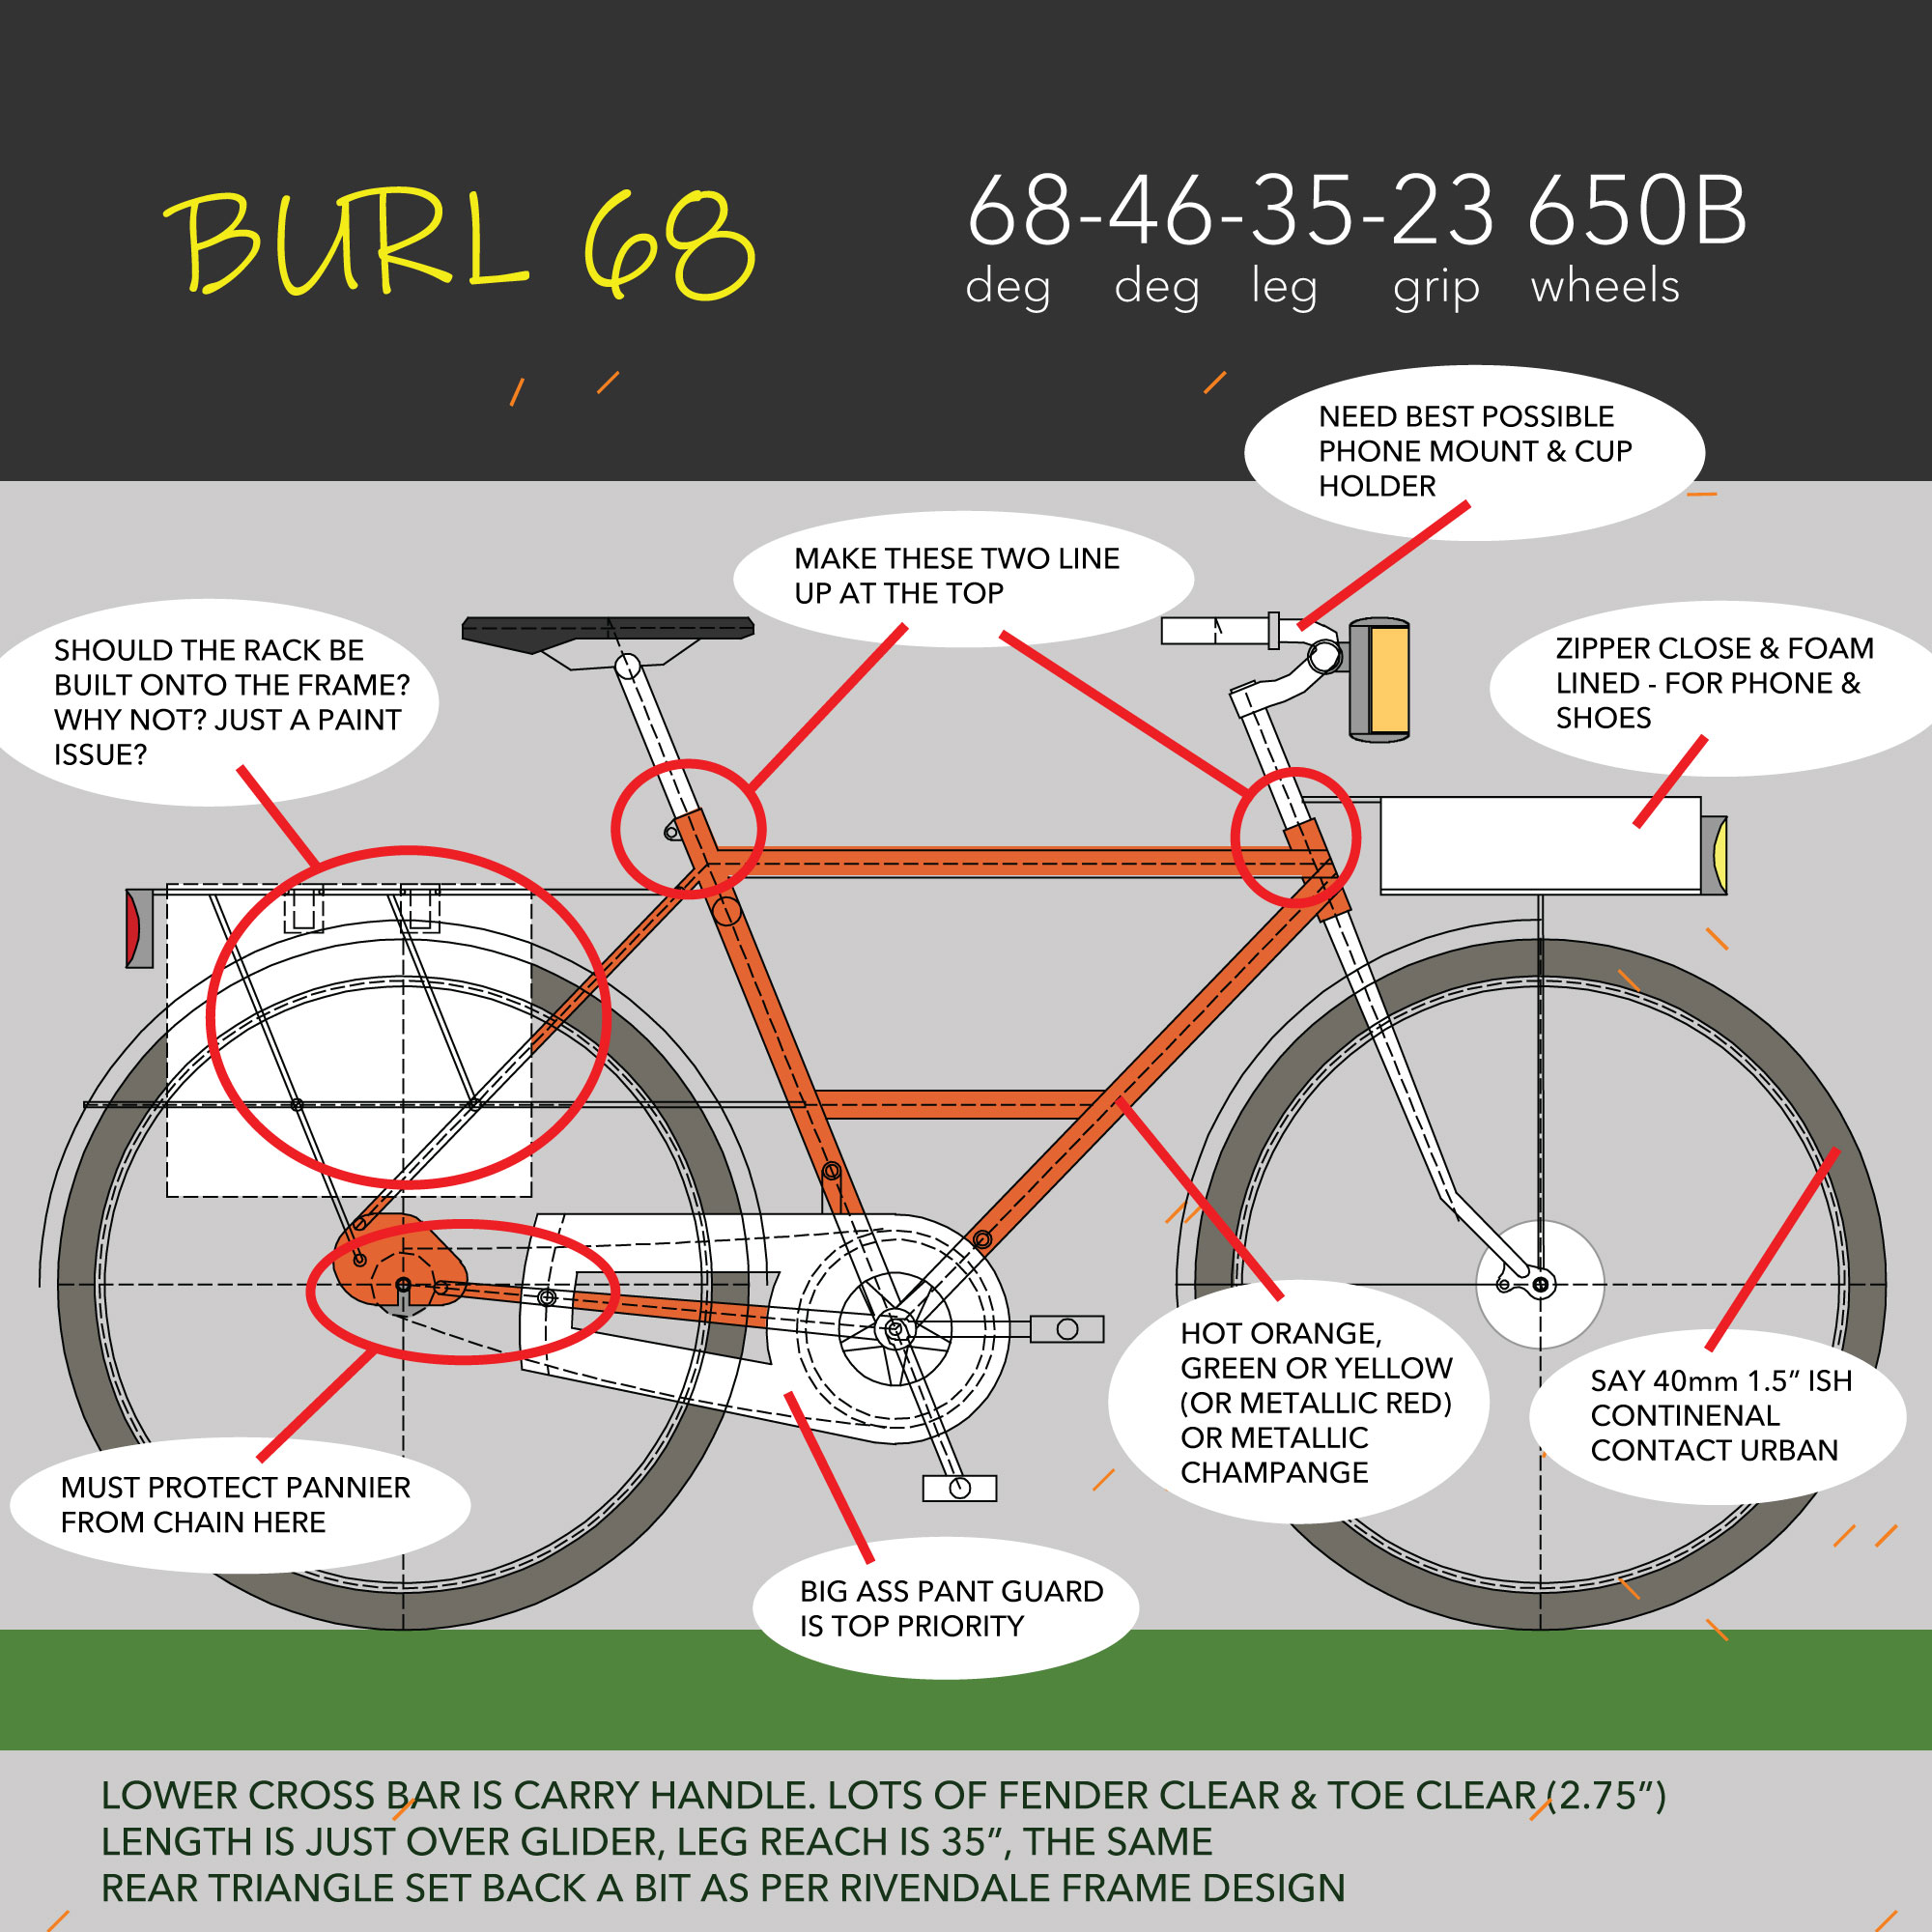 BURL 68
68-46-35-23 650B
deg deg leg grip wheels
NEED BEST POSSIBLE
PHONE MOUNT & CUP
HOLDER
MAKE THESE TWO LINE
UP AT THE TOP
SHOULD THE RACK BE
BUILT ONTO THE FRAME?
WHY NOT? JUST A PAINT
ISSUE?
ZIPPER CLOSE & FOAM
LINED - FOR PHONE &
SHOES
HOT ORANGE,
GREEN OR YELLOW
(OR METALLIC RED)
OR METALLIC
CHAMPANGE
SAY 40mm 1.5” ISH
CONTINENAL
CONTACT URBAN
MUST PROTECT PANNIER
FROM CHAIN HERE
BIG ASS PANT GUARD
IS TOP PRIORITY
LOWER CROSS BAR IS CARRY HANDLE. LOTS OF FENDER CLEAR & TOE CLEAR (2.75”)
LENGTH IS JUST OVER GLIDER, LEG REACH IS 35”, THE SAME
REAR TRIANGLE SET BACK A BIT AS PER RIVENDALE FRAME DESIGN